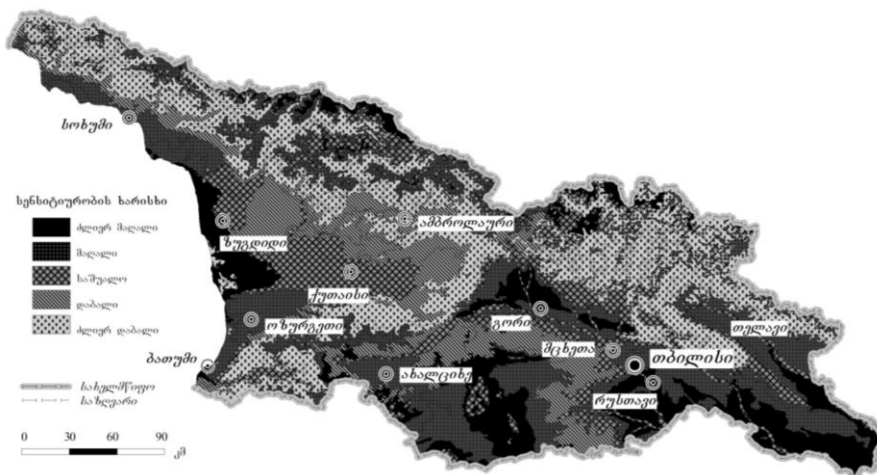 სოხუმი
სენსიტიურობის ხარისხი
ძლიერ მაღალი
მაღალი
საშუალო
დაბალი
ძლიერ დაბალი
ამბროლაური
ზუგდიდი
ქუთაისი
ოზურგეთი
გორი
თელავი
მცხეთა
თბილისი
ბათუმი
ახალციხე
რუსთავი
სახელმწიფო
საზღვარი
0 30 60 90 კმ